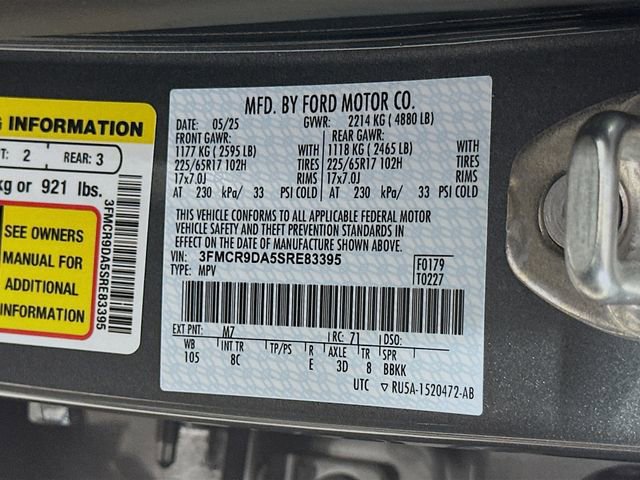 INFORMATION
T: 2 REAR: 3
kg or 921 lbs.
SEE OWNERS
MANUAL FOR
ADDITIONAL
INFORMATION
3FMCR9DA5SRE83395
MFD. BY FORD MOTOR CO.
DATE: 05/25 GVWR: 2214 KG ( 4880 LB)
FRONT GAWR: REAR GAWR:
1177 KG ( 2595 LB) WITH 1118 KG ( 2465 LB) WITH
225/65R17 102H TIRES 225/65R17 102H TIRES
17x7.0J RIMS 17x7.0J RIMS
AT 230 kPa/ 33 PSI COLD AT 230 kPa/ 33 PSI COLD
THIS VEHICLE CONFORMS TO ALL APPLICABLE FEDERAL MOTOR
VEHICLE SAFETY AND THEFT PREVENTION STANDARDS IN
EFFECT ON THE DATE OF MANUFACTURE SHOWN ABOVE.
VIN: 3FMCR9DA5SRE83395 F0179
TYPE: MPV T0227
EXT PNT: M7 RC: 71 DSO:
WB INT TR TP/PS R AXLE TR SPR
105 8C E 3D 8 BBKK
UTC ▽ RU5A-1520472-AB